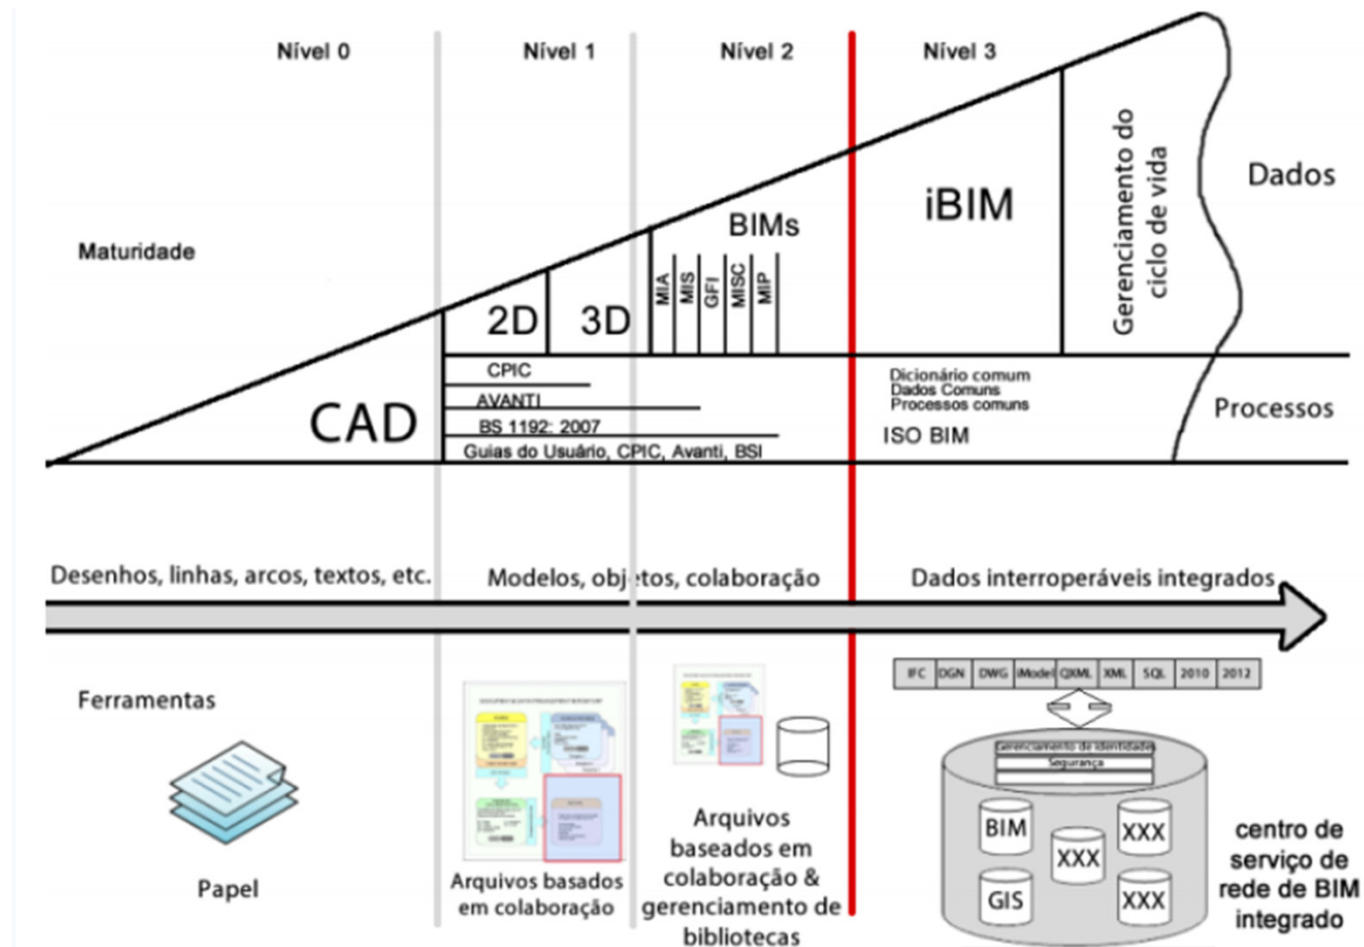 Nível 0
Nível 1
Nível 2
Nível 3
Maturidade
CAD
2D
3D
BIMs
MIA
MIS
GFI
MISC
MIP
iBIM
Gerenciamento do
ciclo de vida
Dados
CPIC
AVANTI
BS 1192: 2007
Guias do Usuário, CPIC, Avanti, BSI
Dicionário comum
Dados Comuns
Processos comuns
ISO BIM
Processos
Desenhos, linhas, arcos, textos, etc.
Modelos, objetos, colaboração
Dados interroperáveis integrados
Ferramentas
Papel
Arquivos basados
em colaboração
Arquivos
baseados em
colaboração &
gerenciamento de
bibliotecas
IFC DGN DWG iModel QXML XML SQL 2010 2012
Gerenciamento de identidades
Segurança
BIM
XXX
XXX
GIS
XXX
centro de
serviço de
rede de BIM
integrado